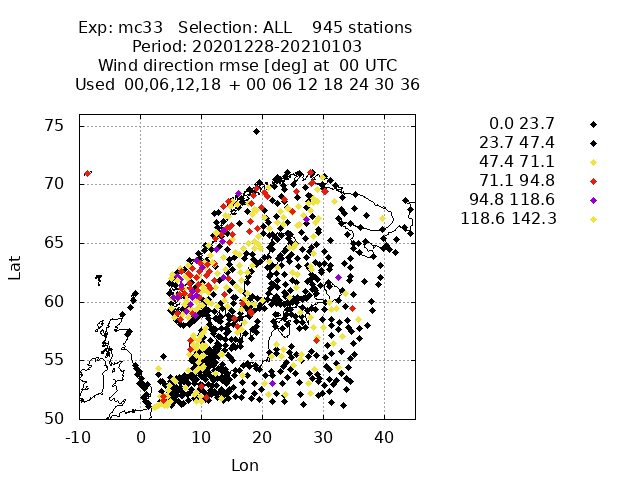 Exp: mc33 Selection: ALL 945 stations
Period: 20201228-20210103
Wind direction rmse [deg] at 00 UTC
Used 00,06,12,18 + 00 06 12 18 24 30 36
0.0 23.7
23.7 47.4
47.4 71.1
71.1 94.8
94.8 118.6
118.6 142.3
75
70
65
60
55
50
Lat
-10 0 10 20 30 40
Lon